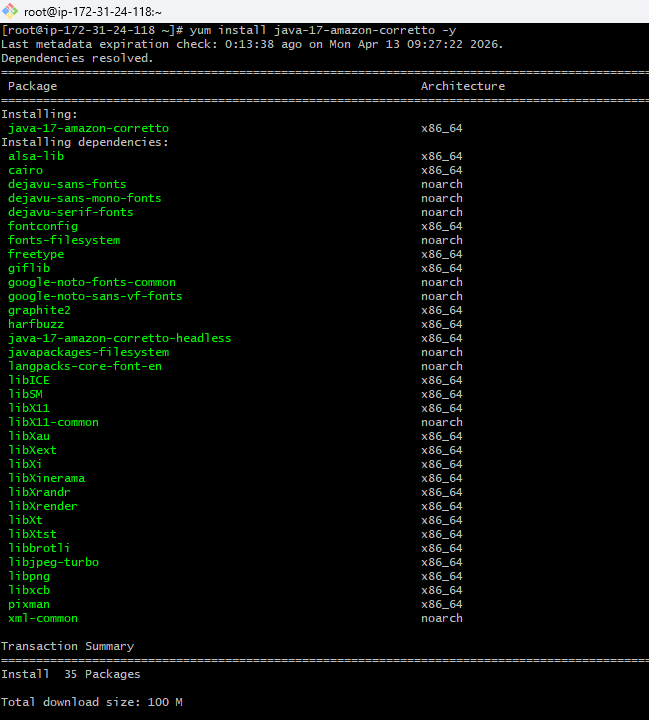 root@ip-172-31-24-118:~
[root@ip-172-31-24-118 ~]# yum install java-17-amazon-corretto -y
Last metadata expiration check: 0:13:38 ago on Mon Apr 13 09:27:22 2026.
Dependencies resolved.
Package Architecture
Installing:
java-17-amazon-corretto x86_64
Installing dependencies:
alsa-lib x86_64
cairo x86_64
dejavu-sans-fonts noarch
dejavu-sans-mono-fonts noarch
dejavu-serif-fonts noarch
fontconfig x86_64
fonts-filesystem noarch
freetype x86_64
giflib x86_64
google-noto-fonts-common noarch
google-noto-sans-vf-fonts noarch
graphite2 x86_64
harfbuzz x86_64
java-17-amazon-corretto-headless x86_64
javapackages-filesystem noarch
langpacks-core-font-en noarch
libICE x86_64
libSM x86_64
libX11 x86_64
libX11-common noarch
libXau x86_64
libXext x86_64
libXi x86_64
libXinerama x86_64
libXrandr x86_64
libXrender x86_64
libXt x86_64
libXtst x86_64
libbrotli x86_64
libjpeg-turbo x86_64
libpng x86_64
libxcb x86_64
pixman x86_64
xml-common noarch
Transaction Summary
Install 35 Packages
Total download size: 100 M